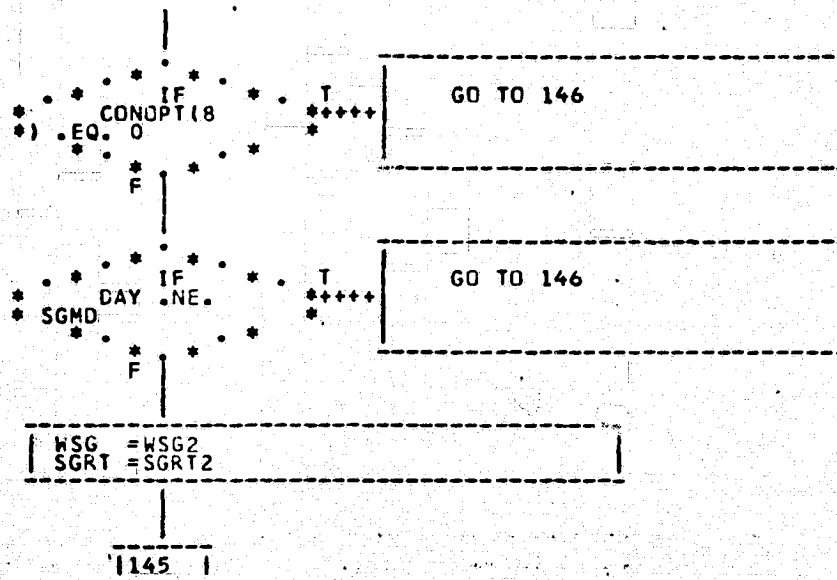 IF
CONOPT(8
) .EQ. 0
T
GO TO 146
F
IF
DAY .NE.
SGMD
T
GO TO 146
F
WSG =WSG2
SGRT =SGRT2
145